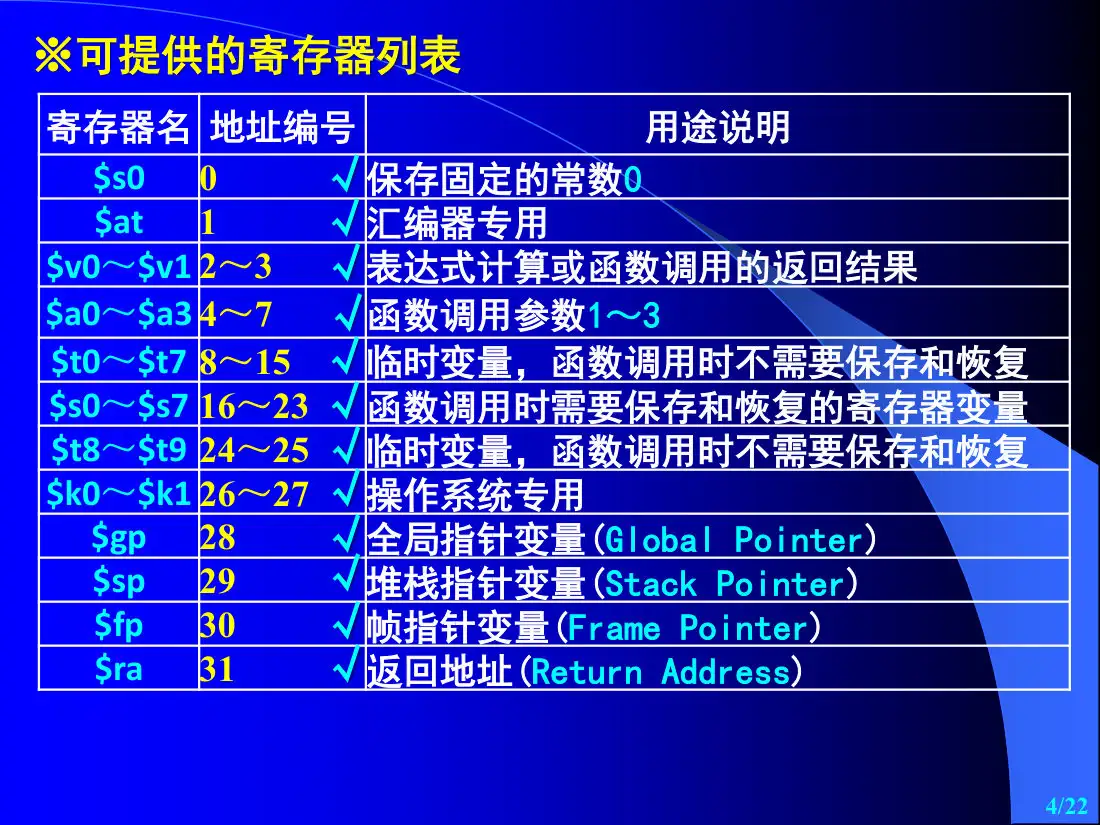 ※可提供的寄存器列表
寄存器名 地址编号 用途说明
$s0 0 √ 保存固定的常数0
$at 1 √ 汇编器专用
$v0～$v1 2～3 √ 表达式计算或函数调用的返回结果
$a0～$a3 4～7 √ 函数调用参数1～3
$t0～$t7 8～15 √ 临时变量，函数调用时不需要保存和恢复
$s0～$s7 16～23 √ 函数调用时需要保存和恢复的寄存器变量
$t8～$t9 24～25 √ 临时变量，函数调用时不需要保存和恢复
$k0～$k1 26～27 √ 操作系统专用
$gp 28 √ 全局指针变量(Global Pointer)
$sp 29 √ 堆栈指针变量(Stack Pointer)
$fp 30 √ 帧指针变量(Frame Pointer)
$ra 31 √ 返回地址(Return Address)
4/22